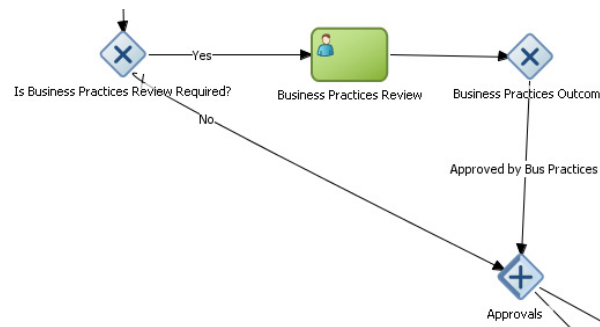 Yes
Is Business Practices Review Required?
Business Practices Review
Business Practices Outcom
No
Approved by Bus Practices
Approvals